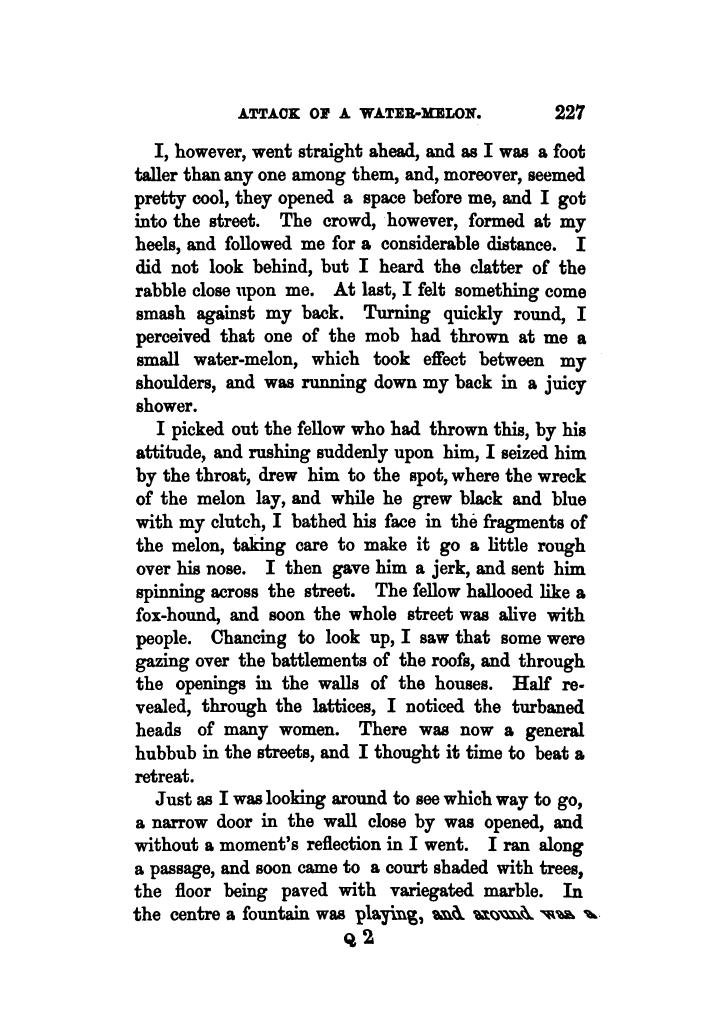 ATTACK OF A WATER-MELON. 227
I, however, went straight ahead, and as I was a foot
taller than any one among them, and, moreover, seemed
pretty cool, they opened a space before me, and I got
into the street. The crowd, however, formed at my
heels, and followed me for a considerable distance. I
did not look behind, but I heard the clatter of the
rabble close upon me. At last, I felt something come
smash against my back. Turning quickly round, I
perceived that one of the mob had thrown at me a
small water-melon, which took effect between my
shoulders, and was running down my back in a juicy
shower.
I picked out the fellow who had thrown this, by his
attitude, and rushing suddenly upon him, I seized him
by the throat, drew him to the spot, where the wreck
of the melon lay, and while he grew black and blue
with my clutch, I bathed his face in the fragments of
the melon, taking care to make it go a little rough
over his nose. I then gave him a jerk, and sent him
spinning across the street. The fellow hallooed like a
fox-hound, and soon the whole street was alive with
people. Chancing to look up, I saw that some were
gazing over the battlements of the roofs, and through
the openings in the walls of the houses. Half re-
vealed, through the lattices, I noticed the turbaned
heads of many women. There was now a general
hubbub in the streets, and I thought it time to beat a
retreat.
Just as I was looking around to see which way to go,
a narrow door in the wall close by was opened, and
without a moment's reflection in I went. I ran along
a passage, and soon came to a court shaded with trees,
the floor being paved with variegated marble. In
the centre a fountain was playing, and around was a
Q 2